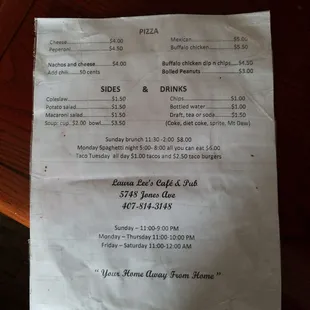 PIZZA
Cheese $4.00 Mexican $5.00
Peperoni $4.50 Buffalo chicken $5.50
Nachos and cheese $4.00 Buffalo chicken dip n chips $4.50
Add chili 50 cents Boiled Peanuts $3.00
SIDES & DRINKS
Coleslaw $1.50 Chips $1.00
Potato salad $1.50 Bottled water $1.00
Macaroni salad $1.50 Draft, tea or soda $1.50
Soup cup $2.00 bowl $3.50 (Coke, diet coke, sprite, Mt Dew)
Sunday brunch 11:30 -2:00 $8.00
Monday Spaghetti night 5:00- 8:00 all you can eat $6.00
Taco Tuesday all day $1.00 tacos and $2.50 taco burgers
Laura Lee's Café & Pub
5748 Jones Ave
407-814-3148
Sunday – 11:00-9:00 PM
Monday – Thursday 11:00-10:00 PM
Friday – Saturday 11:00-12:00 AM
" Your Home Away From Home "